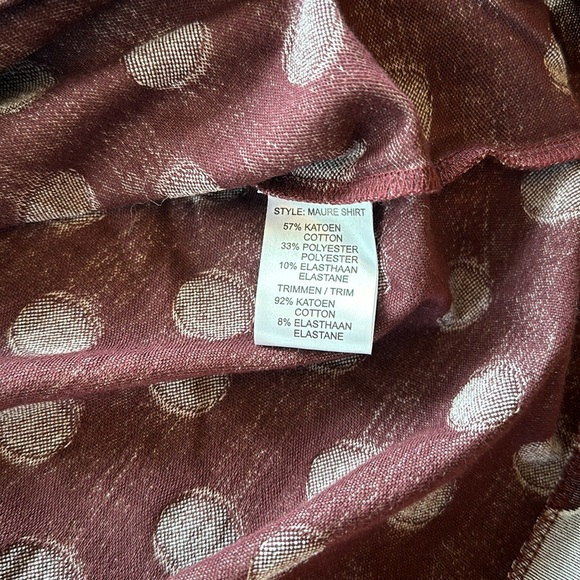 STYLE: MAURE SHIRT
57% KATOEN
COTTON
33% POLYESTER
POLYESTER
10% ELASTHAAN
ELASTANE
TRIMMEN / TRIM
92% KATOEN
COTTON
8% ELASTHAAN
ELASTANE